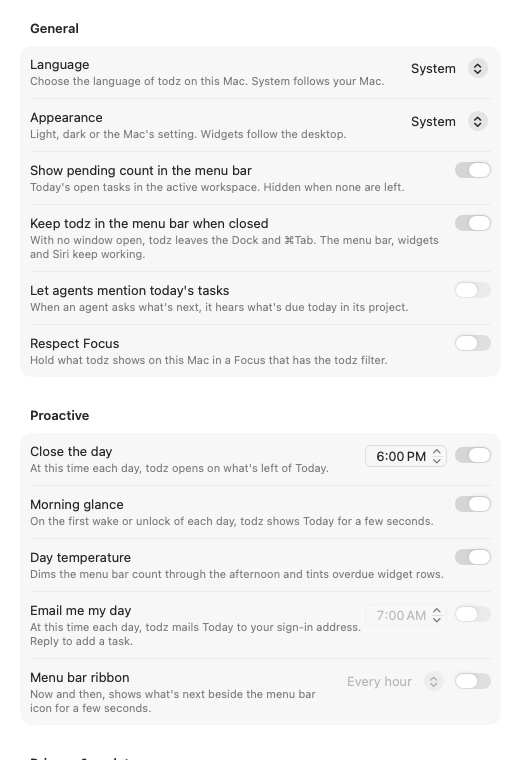 General
Language
System
Choose the language of todz on this Mac. System follows your Mac.
Appearance
System
Light, dark or the Mac's setting. Widgets follow the desktop.
Show pending count in the menu bar
Today's open tasks in the active workspace. Hidden when none are left.
Keep todz in the menu bar when closed
With no window open, todz leaves the Dock and ⌘Tab. The menu bar, widgets
and Siri keep working.
Let agents mention today's tasks
When an agent asks what's next, it hears what's due today in its project.
Respect Focus
Hold what todz shows on this Mac in a Focus that has the todz filter.
Proactive
Close the day
6:00 PM
At this time each day, todz opens on what's left of Today.
Morning glance
On the first wake or unlock of each day, todz shows Today for a few seconds.
Day temperature
Dims the menu bar count through the afternoon and tints overdue widget rows.
Email me my day
7:00 AM
At this time each day, todz mails Today to your sign-in address.
Reply to add a task.
Menu bar ribbon
Every hour
Now and then, shows what's next beside the menu bar
icon for a few seconds.